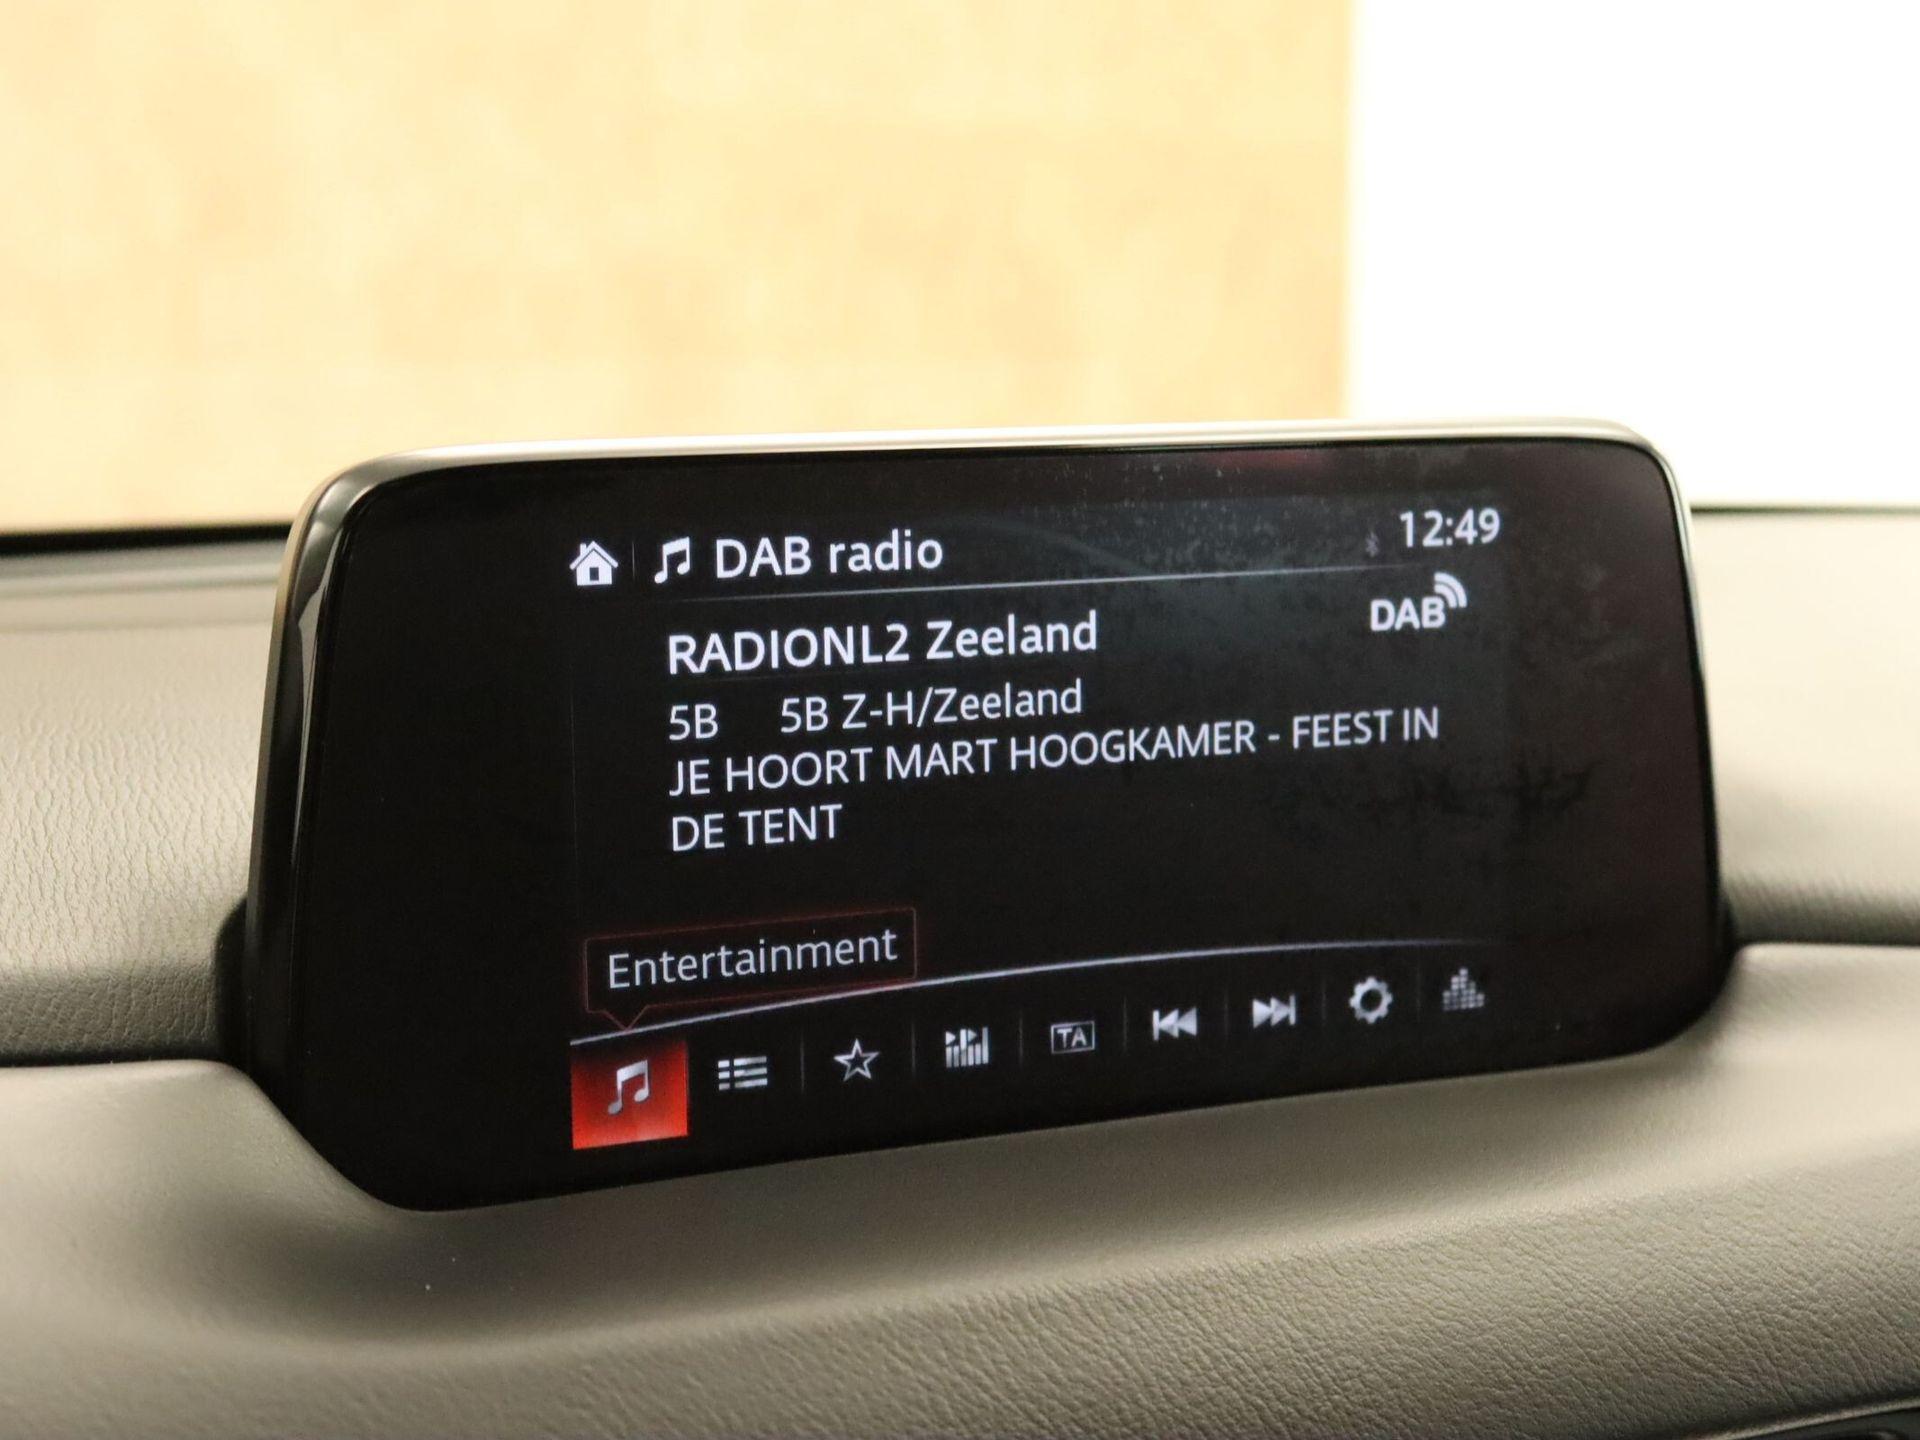 DAB radio 12:49
RADIONL2 Zeeland DAB
5B 5B Z-H/Zeeland
JE HOORT MART HOOGKAMER - FEEST IN
DE TENT
Entertainment
TA